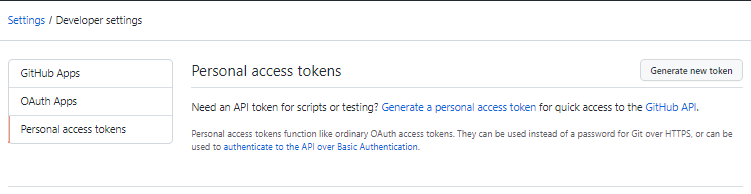 Settings / Developer settings
GitHub Apps
OAuth Apps
Personal access tokens
Personal access tokens
Generate new token
Need an API token for scripts or testing? Generate a personal access token for quick access to the GitHub API.
Personal access tokens function like ordinary OAuth access tokens. They can be used instead of a password for Git over HTTPS, or can be
used to authenticate to the API over Basic Authentication.